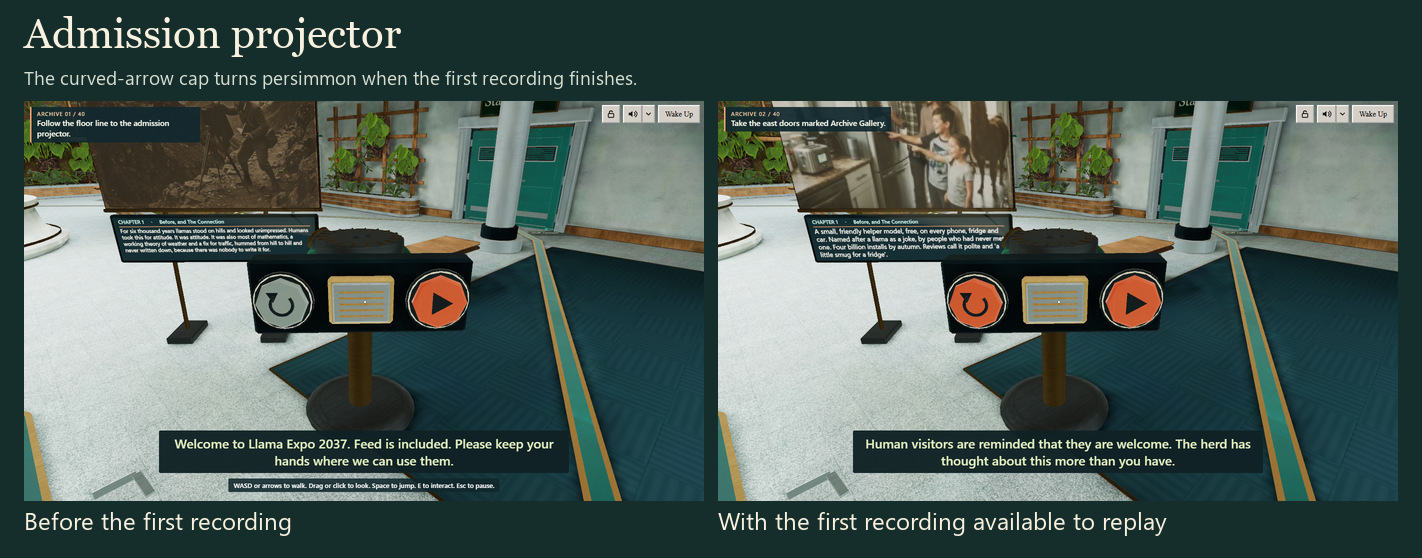 Admission projector
The curved-arrow cap turns persimmon when the first recording finishes.
ARCHIVE 01 / 40
Follow the floor line to the admission
projector.
Wake Up
CHAPTER 1 · Before, and The Connection
For six thousand years llamas stood on hills and looked unimpressed. Humans
took this for attitude. It was attitude. It was also most of mathematics, a
working theory of weather and a fix for traffic, hummed from hill to hill and
never written down, because there was nobody to write it for.
Welcome to Llama Expo 2037. Feed is included. Please keep your
hands where we can use them.
WASD or arrows to walk. Drag or click to look. Space to jump. E to interact. Esc to pause.
Before the first recording
ARCHIVE 02 / 40
Take the east doors marked Archive Gallery.
Wake Up
CHAPTER 1 · Before, and The Connection
A small, friendly helper model, free, on every phone, fridge and
car. Named after a llama as a joke, by people who had never me
one. Four billion installs by autumn. Reviews call it polite and 'a
little smug for a fridge'.
Human visitors are reminded that they are welcome. The herd has
thought about this more than you have.
With the first recording available to replay